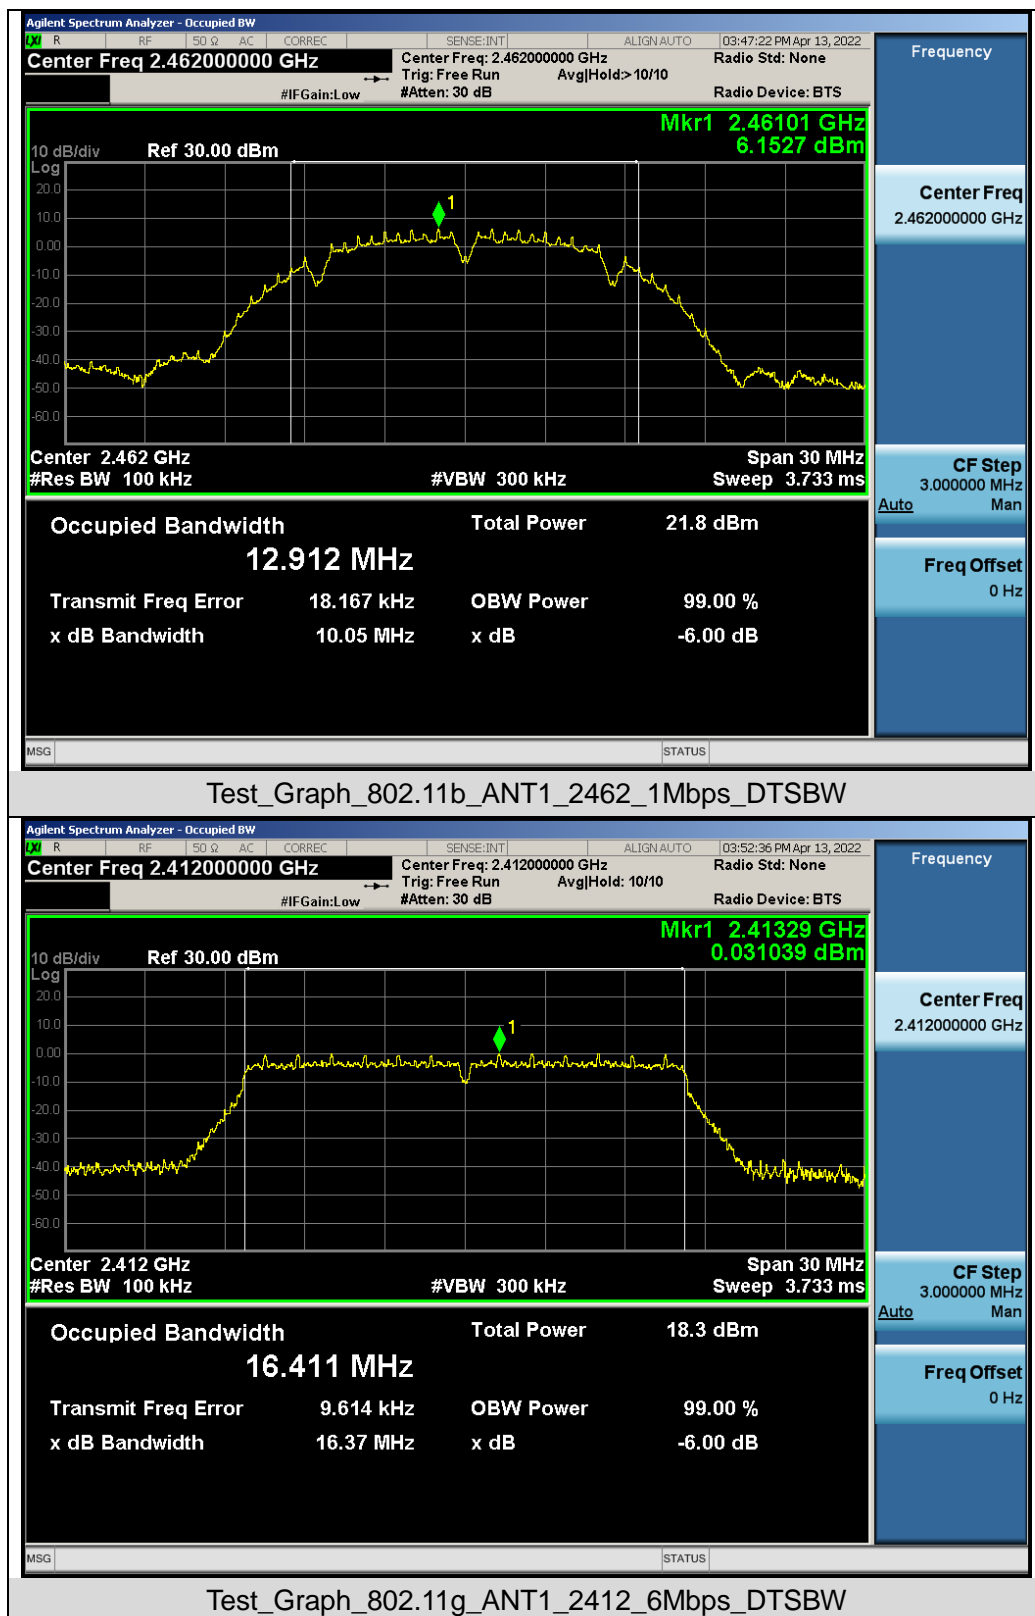 Agilent Spectrum Analyzer - Occupied BW
LXI R RF 50 Ω AC CORREC SENSE:INT ALIGN AUTO 03:47:22 PM Apr 13, 2022
Center Freq 2.462000000 GHz
Center Freq: 2.462000000 GHz
Radio Std: None
Trig: Free Run Avg|Hold:>10/10
#IFGain:Low #Atten: 30 dB
Radio Device: BTS
Frequency
Mkr1 2.46101 GHz
6.1527 dBm
10 dB/div Ref 30.00 dBm
Log
20.0
10.0
0.00
-10.0
-20.0
-30.0
-40.0
-50.0
-60.0
1
Center Freq
2.462000000 GHz
Center 2.462 GHz Span 30 MHz
#Res BW 100 kHz #VBW 300 kHz Sweep 3.733 ms
CF Step
3.000000 MHz
Auto Man
Occupied Bandwidth Total Power 21.8 dBm
12.912 MHz
Transmit Freq Error 18.167 kHz OBW Power 99.00 %
x dB Bandwidth 10.05 MHz x dB -6.00 dB
Freq Offset
0 Hz
MSG STATUS
Test_Graph_802.11b_ANT1_2462_1Mbps_DTSBW
Agilent Spectrum Analyzer - Occupied BW
LXI R RF 50 Ω AC CORREC SENSE:INT ALIGN AUTO 03:52:36 PM Apr 13, 2022
Center Freq 2.412000000 GHz
Center Freq: 2.412000000 GHz
Radio Std: None
Trig: Free Run Avg|Hold: 10/10
#IFGain:Low #Atten: 30 dB
Radio Device: BTS
Frequency
Mkr1 2.41329 GHz
0.031039 dBm
10 dB/div Ref 30.00 dBm
Log
20.0
10.0
0.00
-10.0
-20.0
-30.0
-40.0
-50.0
-60.0
1
Center Freq
2.412000000 GHz
Center 2.412 GHz Span 30 MHz
#Res BW 100 kHz #VBW 300 kHz Sweep 3.733 ms
CF Step
3.000000 MHz
Auto Man
Occupied Bandwidth Total Power 18.3 dBm
16.411 MHz
Transmit Freq Error 9.614 kHz OBW Power 99.00 %
x dB Bandwidth 16.37 MHz x dB -6.00 dB
Freq Offset
0 Hz
MSG STATUS
Test_Graph_802.11g_ANT1_2412_6Mbps_DTSBW